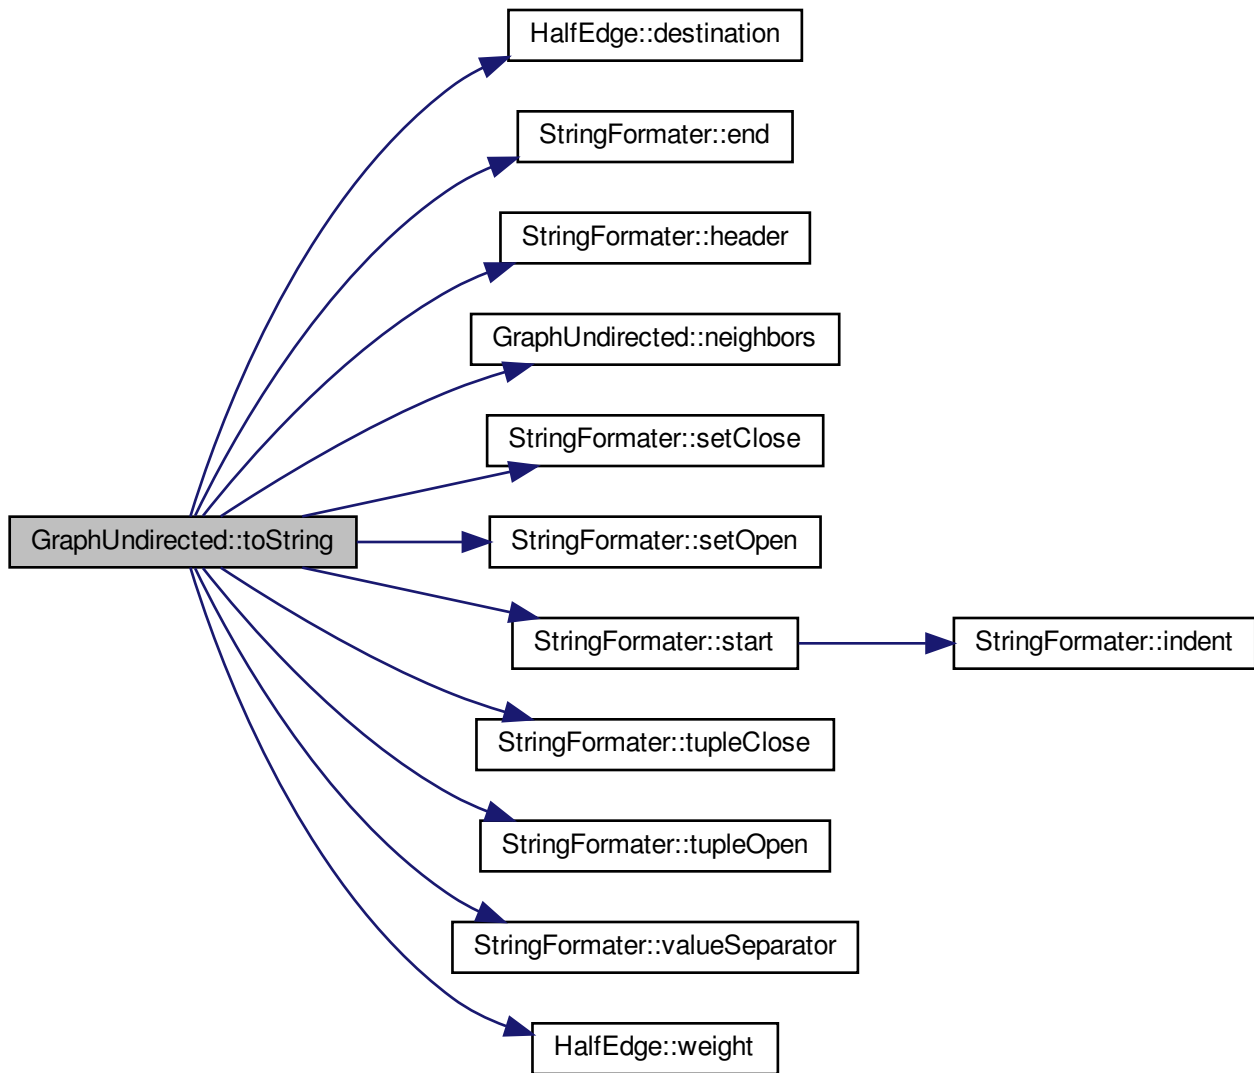 HalfEdge::destination
StringFormater::end
StringFormater::header
GraphUndirected::neighbors
StringFormater::setClose
GraphUndirected::toString
StringFormater::setOpen
StringFormater::start
StringFormater::indent
StringFormater::tupleClose
StringFormater::tupleOpen
StringFormater::valueSeparator
HalfEdge::weight